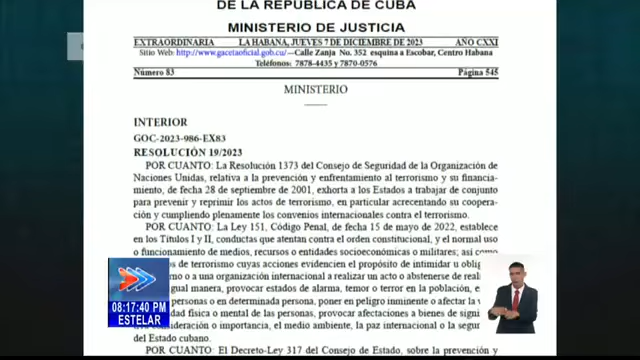 DE LA REPÚBLICA DE CUBA
MINISTERIO DE JUSTICIA
EXTRAORDINARIA LA HABANA, JUEVES 7 DE DICIEMBRE DE 2023 AÑO CXXI
Sitio Web: http://www.gacetaoficial.gob.cu/—Calle Zanja No. 352 esquina a Escobar, Centro Habana
Teléfonos: 7878-4435 y 7870-0576
Número 83 Página 545
MINISTERIO
INTERIOR
GOC-2023-986-EX83
RESOLUCIÓN 19/2023
POR CUANTO: La Resolución 1373 del Consejo de Seguridad de la Organización de
Naciones Unidas, relativa a la prevención y enfrentamiento al terrorismo y su financia-
miento, de fecha 28 de septiembre de 2001, exhorta a los Estados a trabajar de conjunto
para prevenir y reprimir los actos de terrorismo, en particular acrecentando su coopera-
ción y cumpliendo plenamente los convenios internacionales contra el terrorismo.
POR CUANTO: La Ley 151, Código Penal, de fecha 15 de mayo de 2022, establece
en los Títulos I y II, conductas que atentan contra el orden constitucional, y el normal uso
o funcionamiento de medios, recursos o entidades socioeconómicas o militares; así como
de terrorismo cuyas acciones evidencien el propósito de intimidar u oblig
o a una organización internacional a realizar un acto o abstenerse de reali
gual manera, provocar estados de alarma, temor o terror en la población, e
personas o en determinada persona, poner en peligro inminente o afectar la v
física o mental de las personas, provocar afectaciones a bienes de signi
consideración o importancia, el medio ambiente, la paz internacional o la segur
del Estado cubano.
POR CUANTO: El Decreto-Ley 317 del Consejo de Estado, sobre la prevención y
08:17:40 PM
ESTELAR